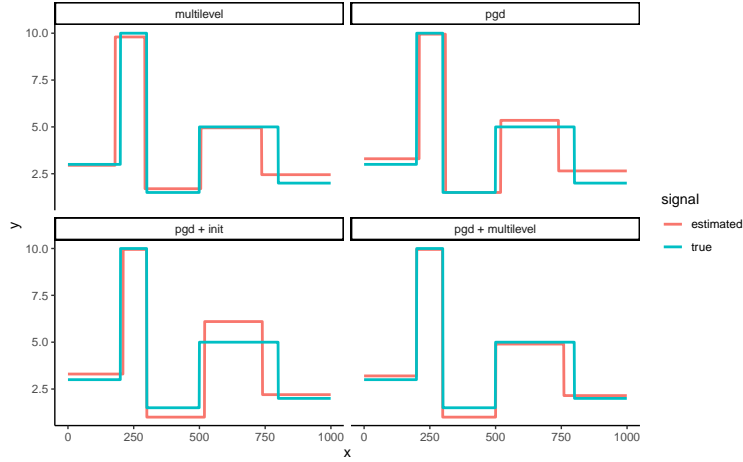 multilevel
pgd
10.0
7.5
5.0
2.5
pgd + init
pgd + multilevel
10.0
7.5
5.0
2.5
0
250
500
750
1000
0
250
500
750
1000
x
y
signal
estimated
true